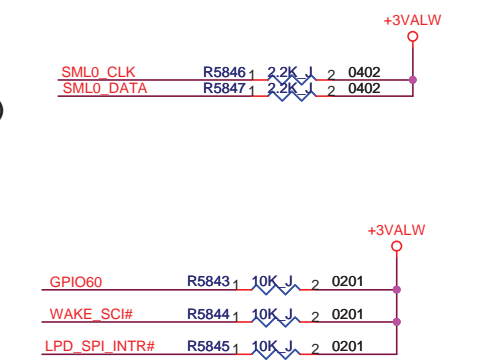 +3VALW
SML0_CLK R5846 1 2.2K_J 2 0402
SML0_DATA R5847 1 2.2K_J 2 0402
+3VALW
GPIO60 R5843 1 10K_J 2 0201
WAKE_SCI# R5844 1 10K_J 2 0201
LPD_SPI_INTR# R5845 1 10K_J 2 0201